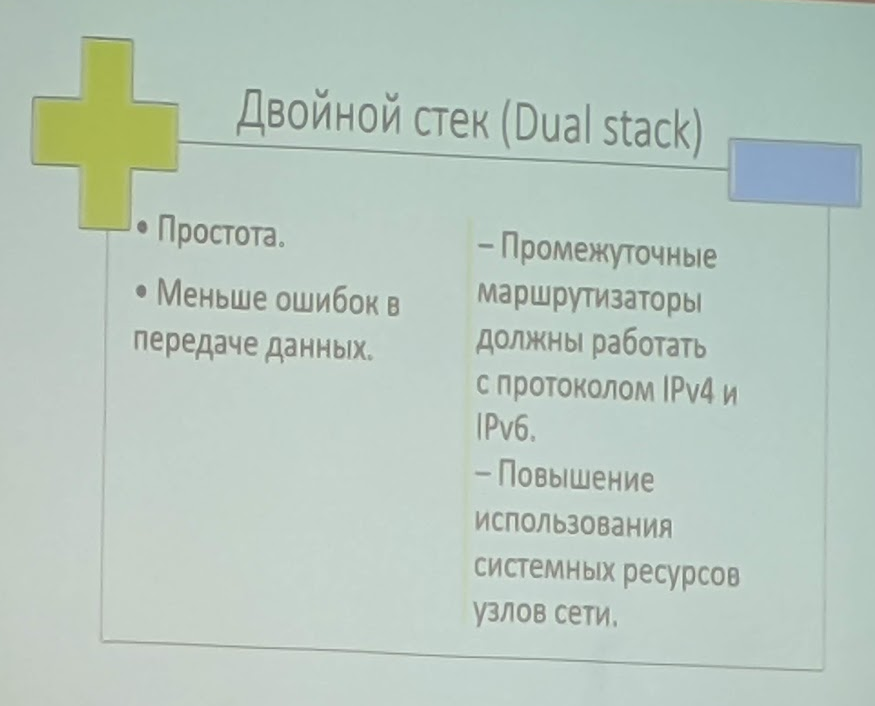 Двойной стек (Dual stack)
• Простота.
• Меньше ошибок в
передаче данных.
– Промежуточные
маршрутизаторы
должны работать
с протоколом IPv4 и
IPv6.
– Повышение
использования
системных ресурсов
узлов сети.